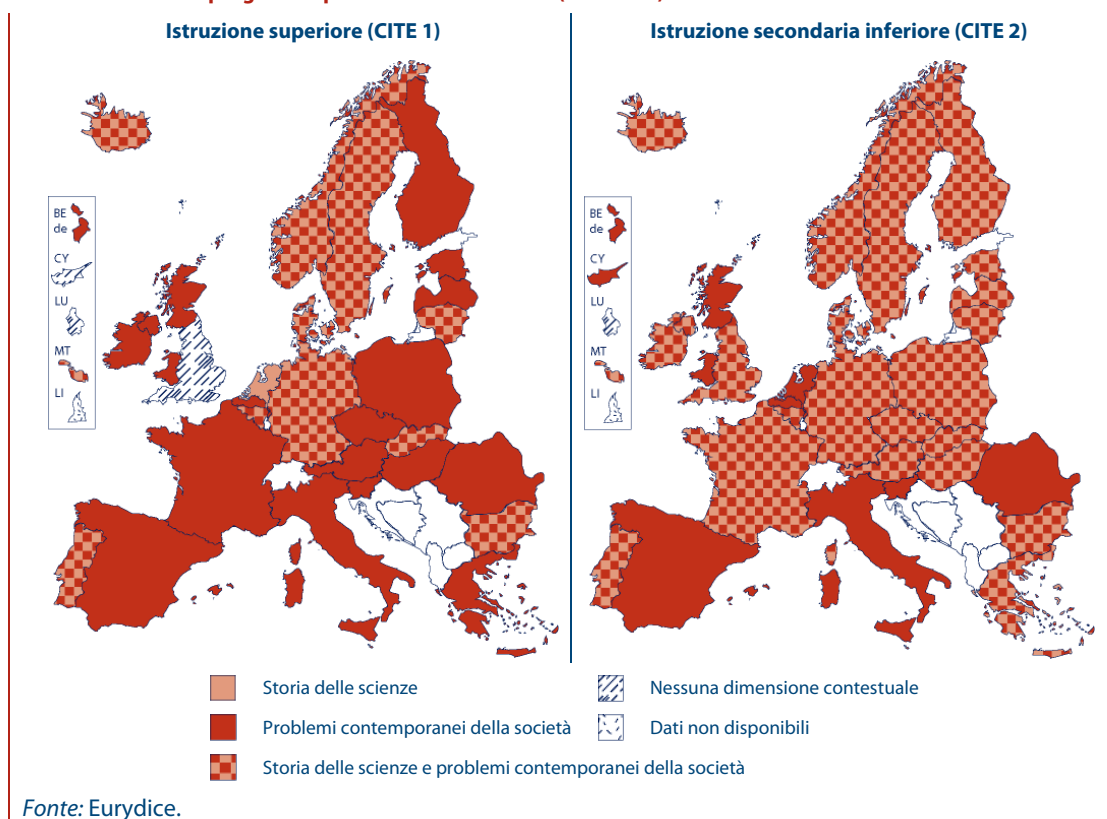 Istruzione superiore (CITE 1)
Istruzione secondaria inferiore (CITE 2)
BE
de
CY
LU
MT
LI
BE
de
CY
LU
MT
LI
Storia delle scienze
Nessuna dimensione contestuale
Problemi contemporanei della società
Dati non disponibili
Storia delle scienze e problemi contemporanei della società
Fonte: Eurydice.